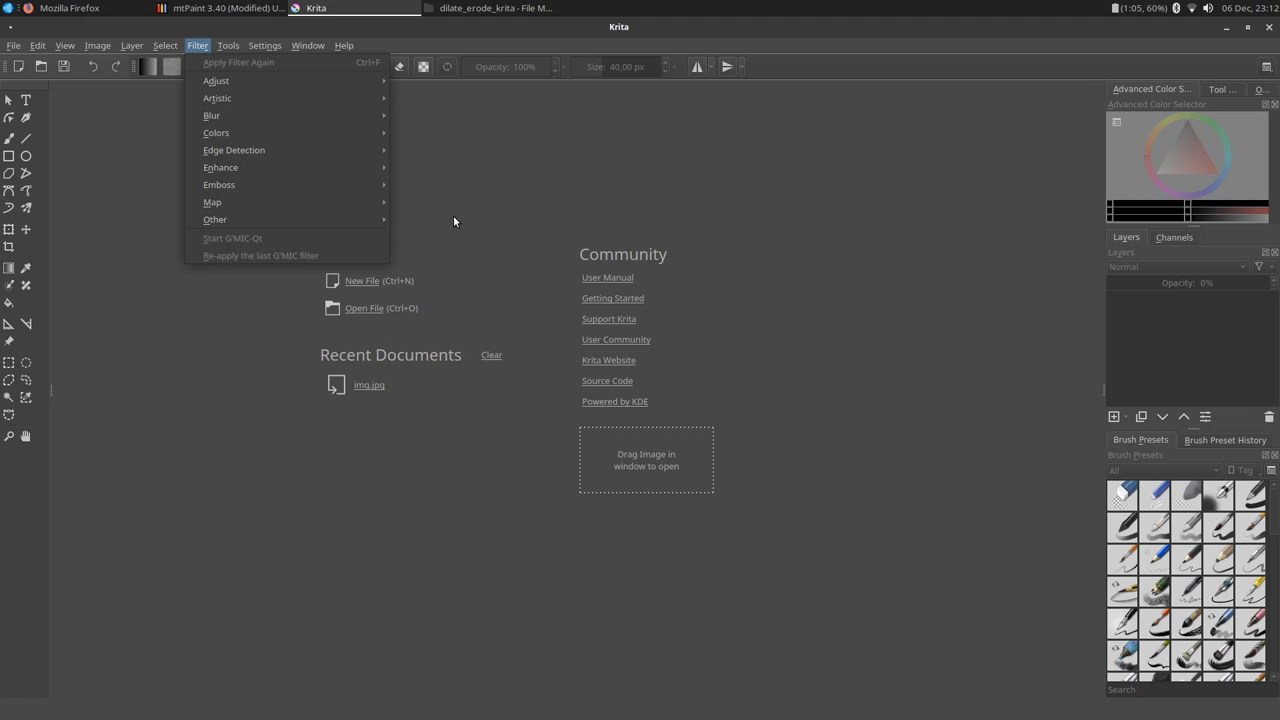 Mozilla Firefox
mtPaint 3.40 (Modified) U...
Krita
dilate_erode_krita - File M...
(1:05, 60%)
06 Dec, 23:12
Krita
File Edit View Image Layer Select Filter Tools Settings Window Help
Opacity: 100%
Size: 40,00 px
Apply Filter Again Ctrl+F
Adjust
Artistic
Blur
Colors
Edge Detection
Enhance
Emboss
Map
Other
Start G'MIC-Qt
Re-apply the last G'MIC filter
New File (Ctrl+N)
Open File (Ctrl+O)
Recent Documents Clear
img.jpg
Community
User Manual
Getting Started
Support Krita
User Community
Krita Website
Source Code
Powered by KDE
Drag Image in
window to open
Advanced Color S... Tool ... O...
Advanced Color Selector
Layers Channels
Layers
Normal
Opacity: 0%
Brush Presets Brush Preset History
Brush Presets
All Tag
Search